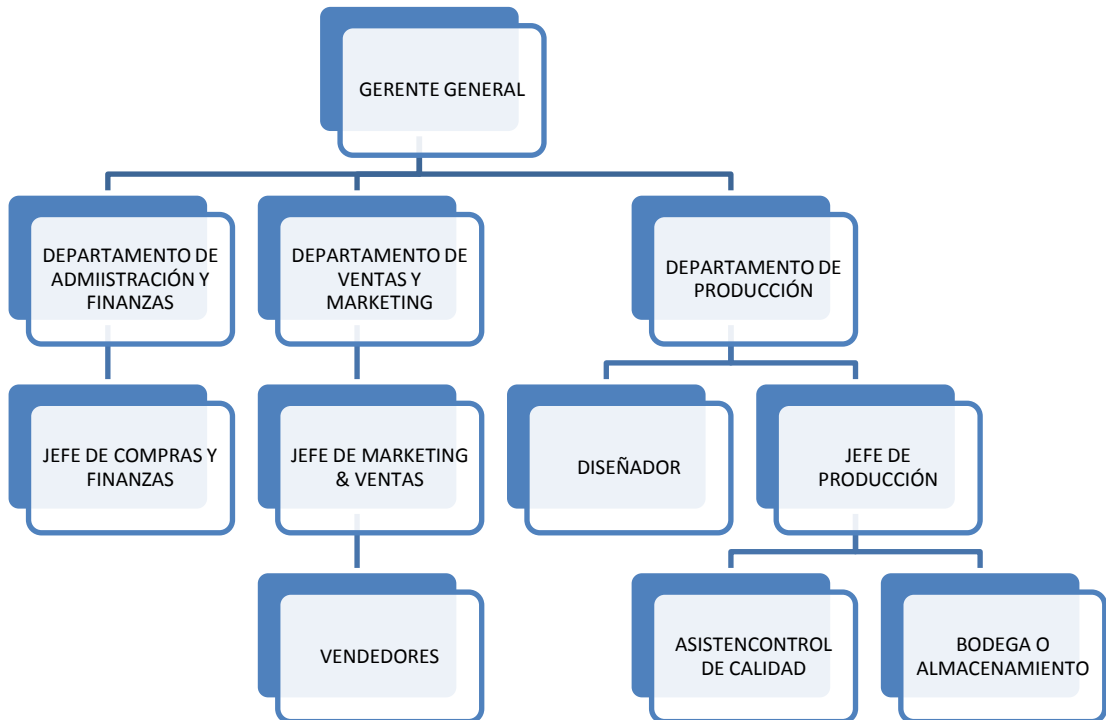 GERENTE GENERAL
DEPARTAMENTO DE
ADMIISTRACIÓN Y
FINANZAS
DEPARTAMENTO DE
VENTAS Y
MARKETING
DEPARTAMENTO DE
PRODUCCIÓN
JEFE DE COMPRAS Y
FINANZAS
JEFE DE MARKETING
& VENTAS
DISEÑADOR
JEFE DE
PRODUCCIÓN
VENDEDORES
ASISTENCONTROL
DE CALIDAD
BODEGA O
ALMACENAMIENTO